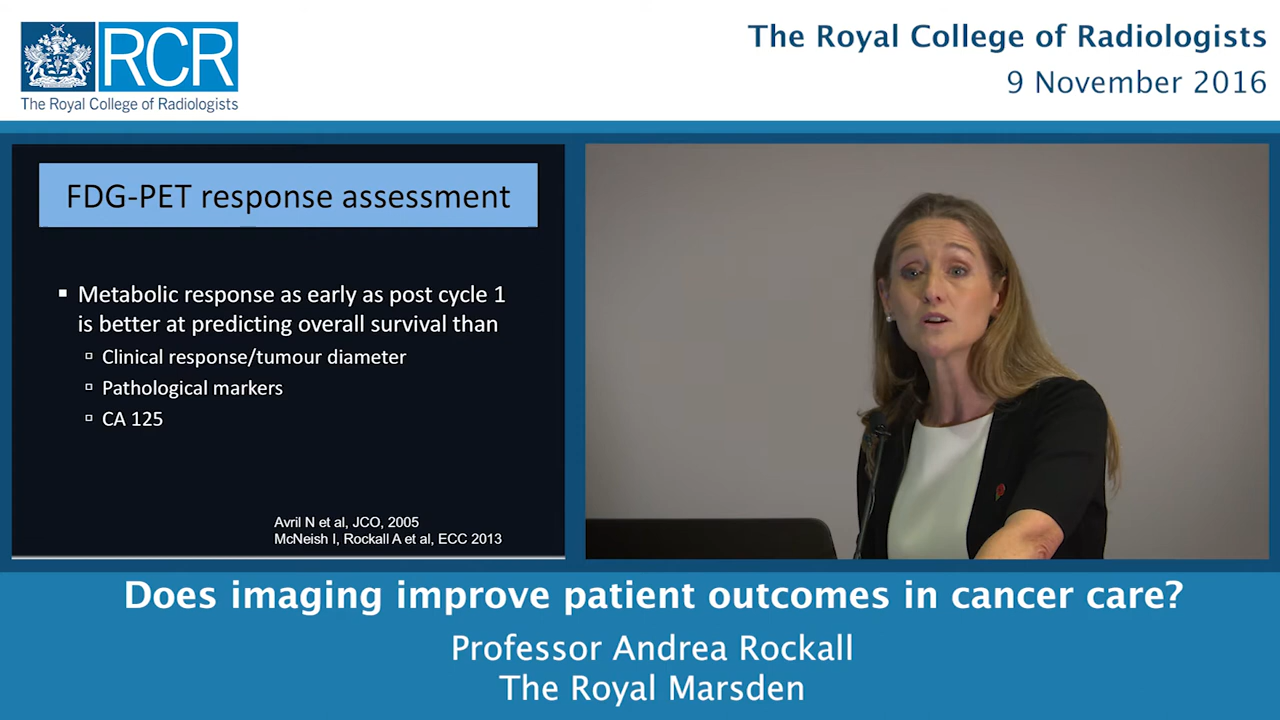 RCR
The Royal College of Radiologists
The Royal College of Radiologists
9 November 2016
FDG-PET response assessment
▪ Metabolic response as early as post cycle 1
is better at predicting overall survival than
▫ Clinical response/tumour diameter
▫ Pathological markers
▫ CA 125
Avril N et al, JCO, 2005
McNeish I, Rockall A et al, ECC 2013
Does imaging improve patient outcomes in cancer care?
Professor Andrea Rockall
The Royal Marsden